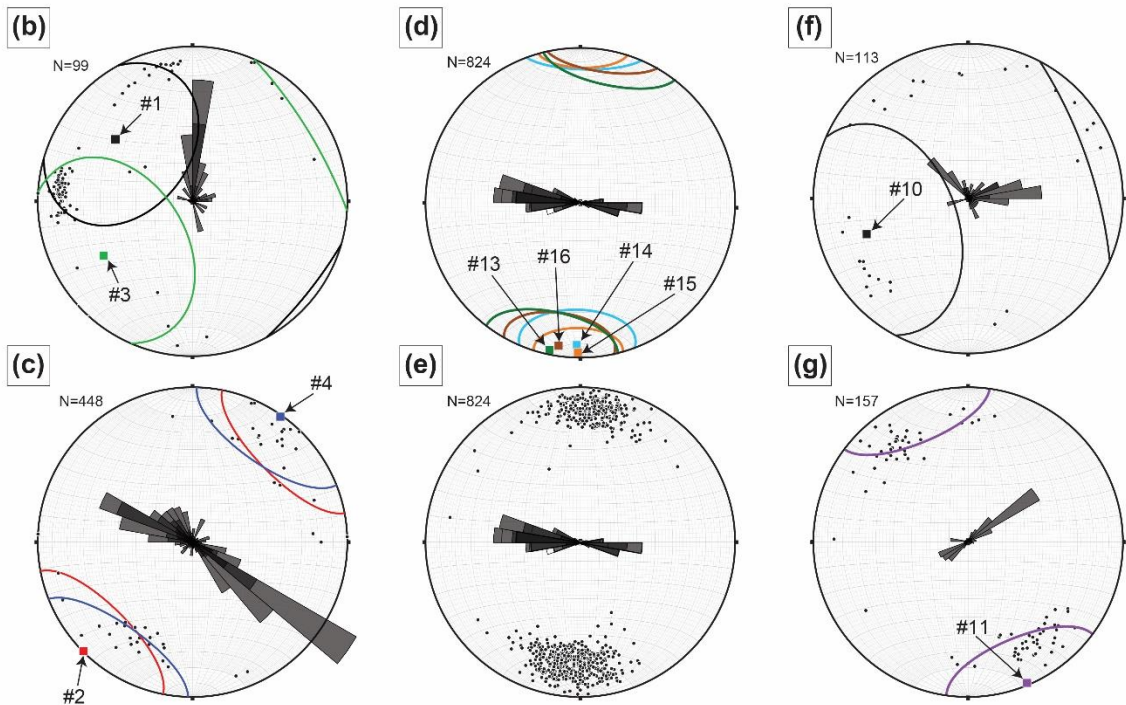 (b)
N=99
#1
#3
(d)
N=824
#13
#16
#14
#15
(f)
N=113
#10
(c)
N=448
#4
#2
(e)
N=824
(g)
N=157
#11